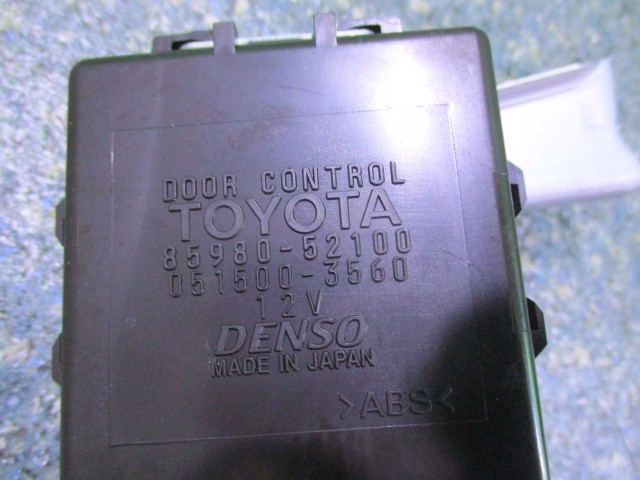 DOOR CONTROL
TOYOTA
85980-52100
051500-3560
12V
DENSO
MADE IN JAPAN
>ABS<